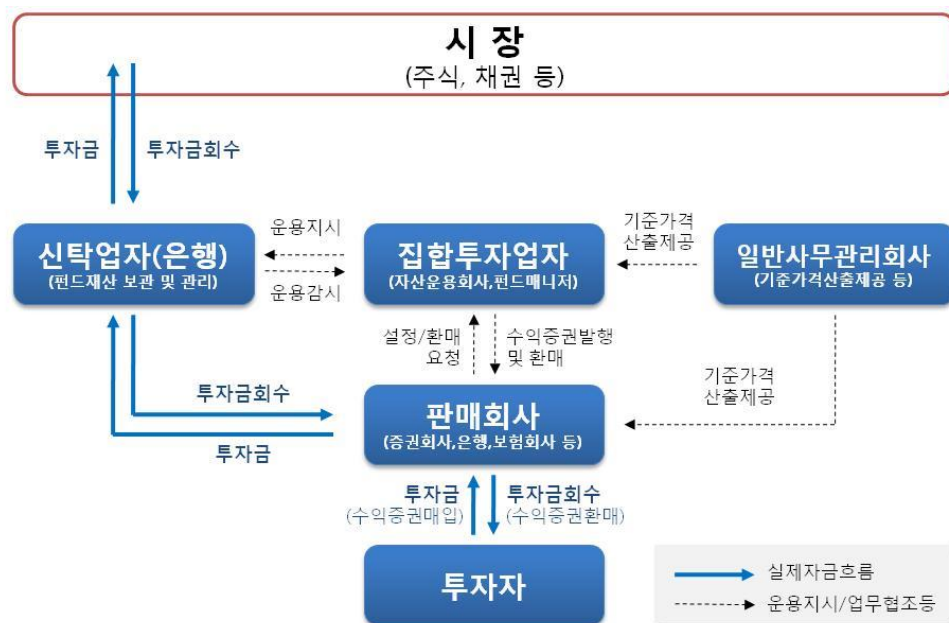 시 장
(주식, 채권 등)
투자금
투자금회수
신탁업자(은행)
(펀드재산 보관 및 관리)
운용지시
운용감시
집합투자업자
(자산운용회사,펀드매니저)
기준가격
산출제공
일반사무관리회사
(기준가격산출제공 등)
설정/환매
요청
수익증권발행
및 환매
기준가격
산출제공
투자금회수
투자금
판매회사
(증권회사,은행,보험회사 등)
투자금
(수익증권매입)
투자금회수
(수익증권환매)
투자자
실제자금흐름
운용지시/업무협조등